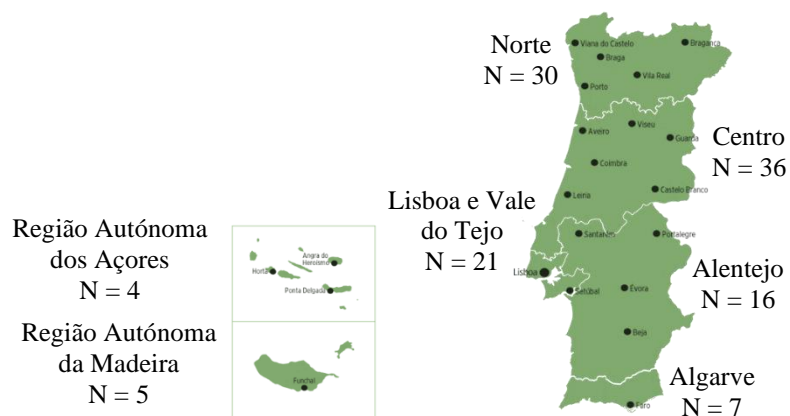 Norte
N = 30
Viana do Castelo
Bragança
Braga
Vila Real
Porto
Viseu
Aveiro
Guarda
Coimbra
Centro
N = 36
Leiria
Castelo Branco
Lisboa e Vale
do Tejo
N = 21
Santarém
Portalegre
Lisboa
Setúbal
Évora
Beja
Alentejo
N = 16
Região Autónoma
dos Açores
N = 4
Angra do
Heroísmo
Horta
Ponta Delgada
Região Autónoma
da Madeira
N = 5
Funchal
Algarve
N = 7
Faro